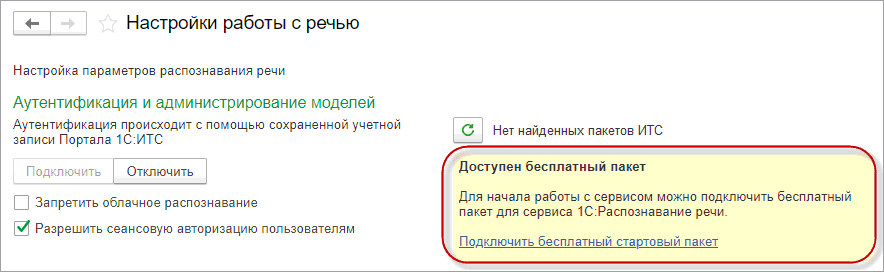 Настройки работы с речью
Настройка параметров распознавания речи
Аутентификация и администрирование моделей
Аутентификация происходит с помощью сохраненной учетной
записи Портала 1С:ИТС
Подключить
Отключить
Запретить облачное распознавание
Разрешить сеансовую авторизацию пользователям
Нет найденных пакетов ИТС
Доступен бесплатный пакет
Для начала работы с сервисом можно подключить бесплатный
пакет для сервиса 1С:Распознавание речи.
Подключить бесплатный стартовый пакет